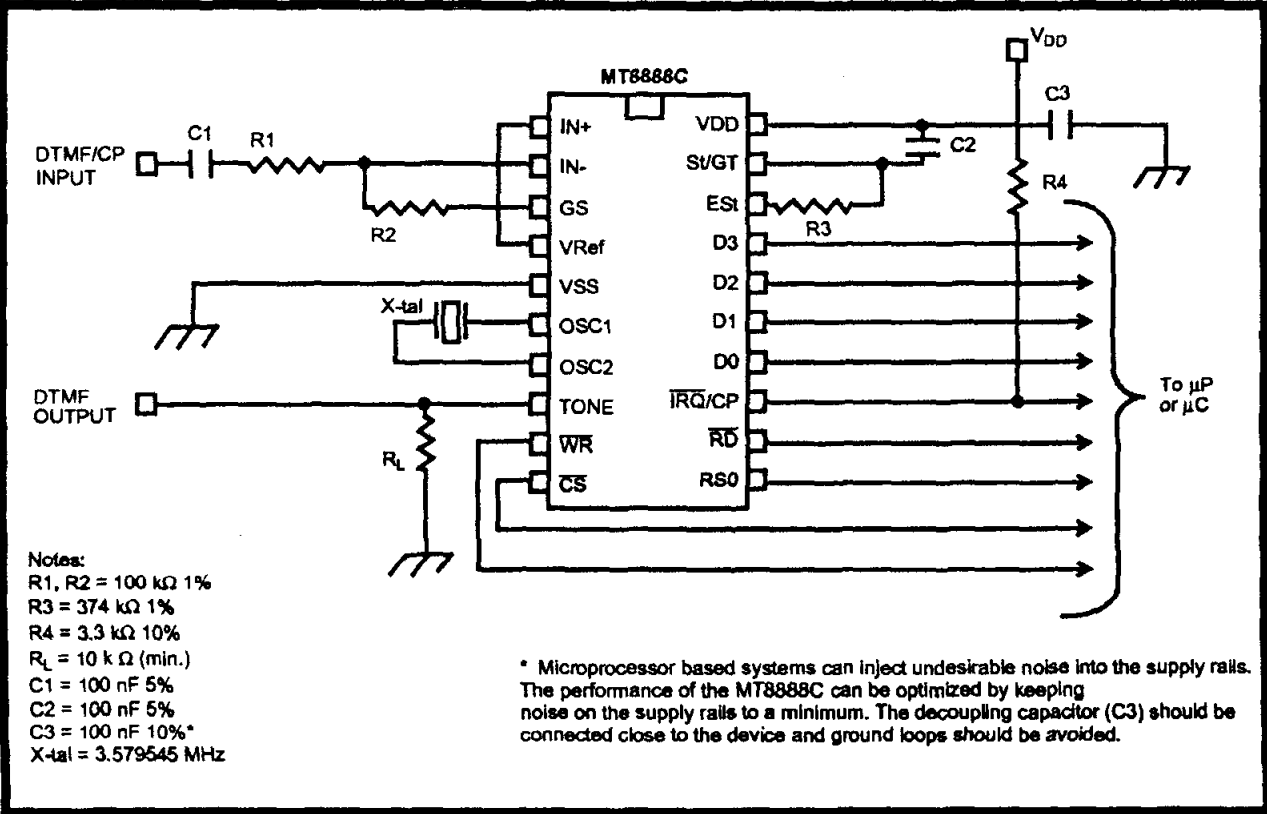 VDD
MT8888C
C1
R1
DTMF/CP
INPUT
R2
IN+
IN-
GS
VRef
VSS
OSC1
OSC2
TONE
W̅R̅
C̅S̅
X-tal
DTMF
OUTPUT
RL
VDD
St/GT
ESt
D3
D2
D1
D0
I̅R̅Q̅/CP
R̅D̅
RS0
C3
C2
R4
R3
To µP
or µC
Notes:
R1, R2 = 100 kΩ 1%
R3 = 374 kΩ 1%
R4 = 3.3 kΩ 10%
RL = 10 k Ω (min.)
C1 = 100 nF 5%
C2 = 100 nF 5%
C3 = 100 nF 10%*
X-tal = 3.579545 MHz
* Microprocessor based systems can inject undesirable noise into the supply rails.
The performance of the MT8888C can be optimized by keeping
noise on the supply rails to a minimum. The decoupling capacitor (C3) should be
connected close to the device and ground loops should be avoided.